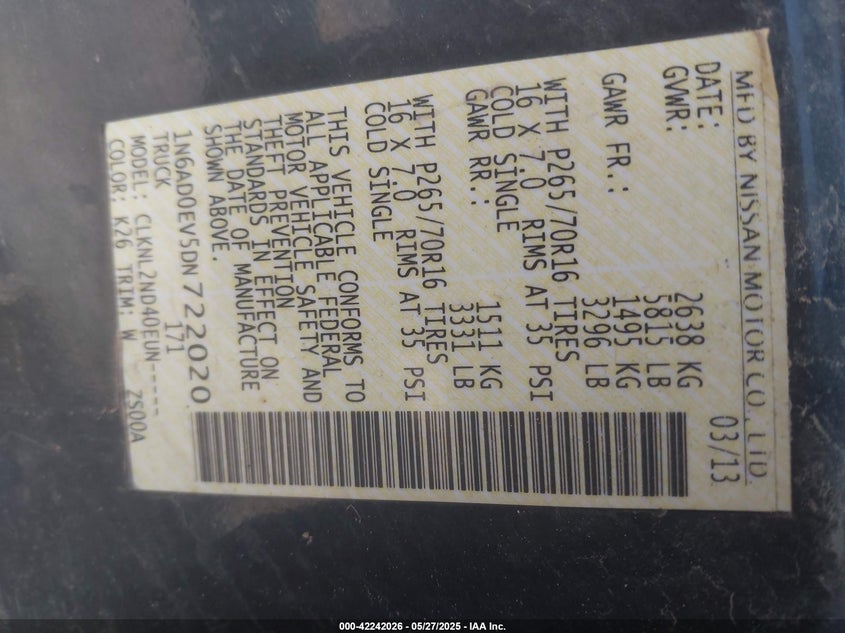 MFD BY NISSAN MOTOR CO., LTD.
DATE: 03/13
GVWR: 2638 KG
5815 LB
GAWR FR.: 1495 KG
3296 LB
WITH P265/70R16 TIRES
16 X 7.0 RIMS AT 35 PSI
COLD SINGLE
GAWR RR.: 1511 KG
3331 LB
WITH P265/70R16 TIRES
16 X 7.0 RIMS AT 35 PSI
COLD SINGLE
THIS VEHICLE CONFORMS TO
ALL APPLICABLE FEDERAL
MOTOR VEHICLE SAFETY AND
THEFT PREVENTION
STANDARDS IN EFFECT ON
THE DATE OF MANUFACTURE
SHOWN ABOVE.
1N6AD0EV5DN722020
TRUCK 171
MODEL: CLKNL2ND40EUN-----
COLOR: K26 TRIM: W ZS00A
000-42242026 • 05/27/2025 - IAA Inc.